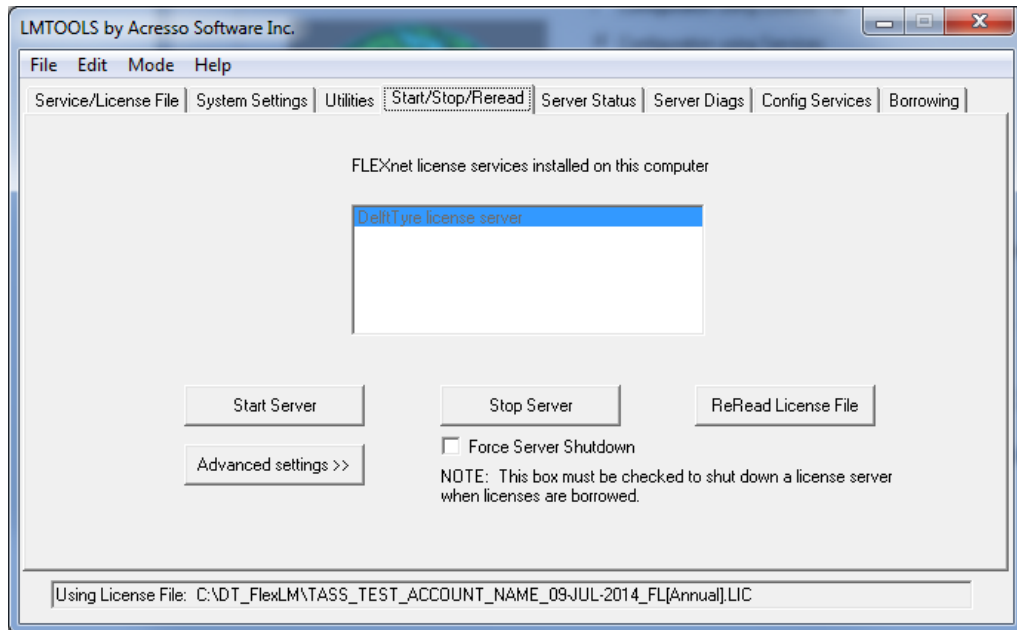 LMTOOLS by Acresso Software Inc.
File Edit Mode Help
Service/License File System Settings Utilities Start/Stop/Reread Server Status Server Diags Config Services Borrowing
FLEXnet license services installed on this computer
DelftTyre license server
Start Server Stop Server ReRead License File
Force Server Shutdown
Advanced settings >>
NOTE: This box must be checked to shut down a license server
when licenses are borrowed.
Using License File: C:\DT_FlexLM\TASS_TEST_ACCOUNT_NAME_09-JUL-2014_FL[Annual].LIC